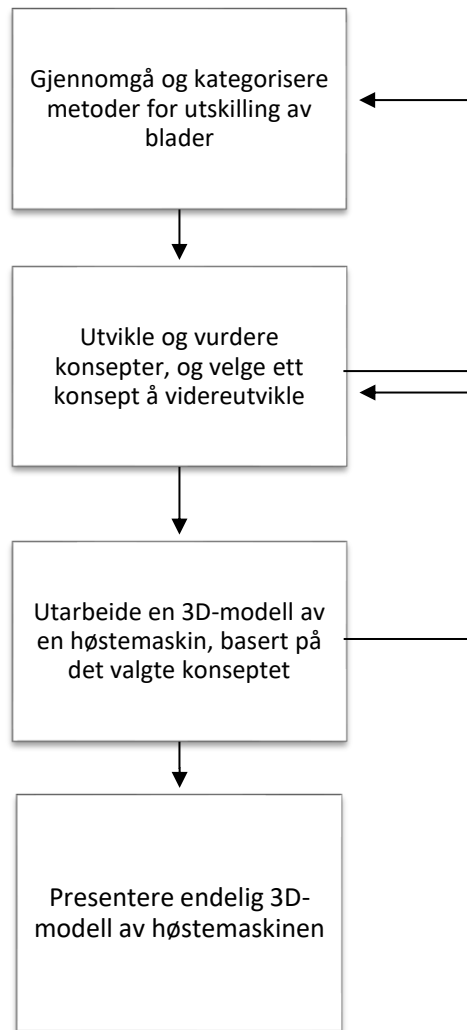 Gjennomgå og kategorisere
metoder for utskilling av
blader
Utvikle og vurdere
konsepter, og velge ett
konsept å videreutvikle
Utarbeide en 3D-modell av
en høstemaskin, basert på
det valgte konseptet
Presentere endelig 3D-
modell av høstemaskinen